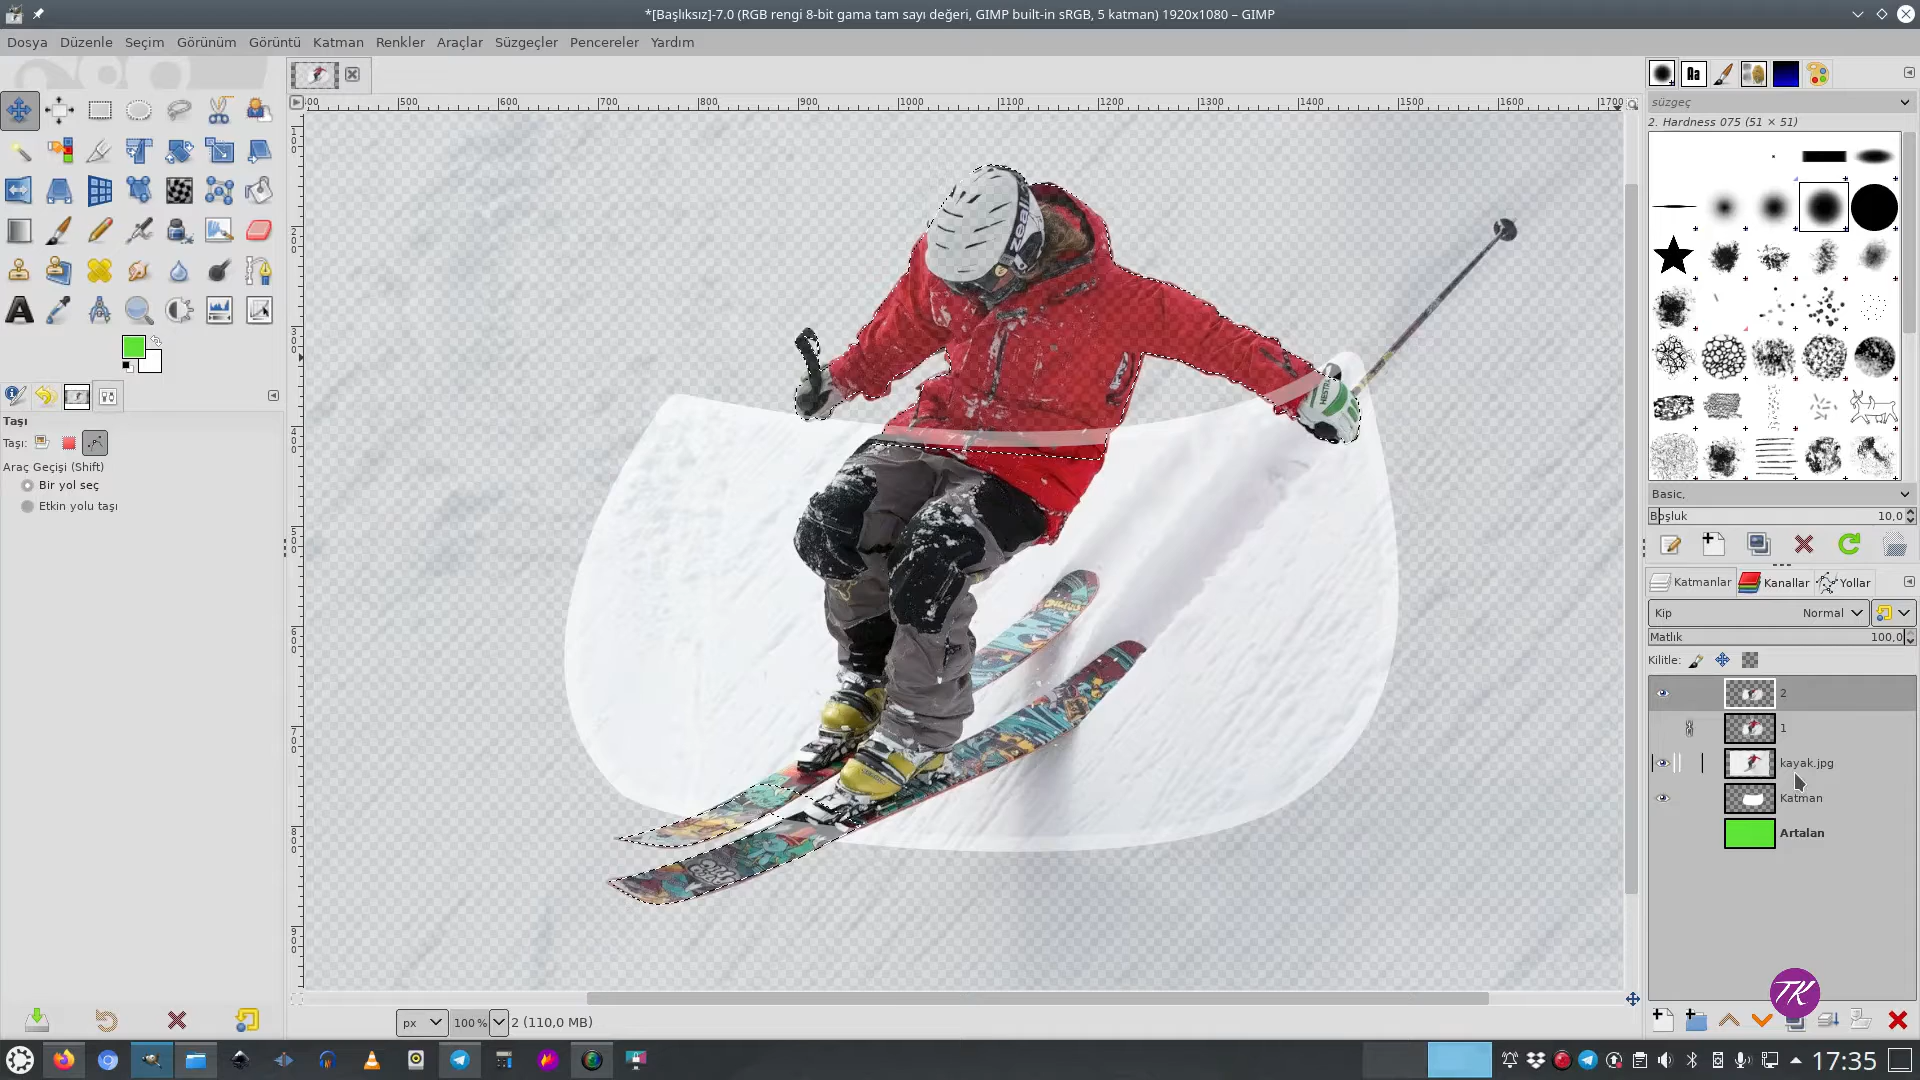 *[Başlıksız]-7.0 (RGB rengi 8-bit gama tam sayı değeri, GIMP built-in sRGB, 5 katman) 1920x1080 – GIMP
Dosya Düzenle Seçim Görünüm Görüntü Katman Renkler Araçlar Süzgeçler Pencereler Yardım
500 600 700 800 900 1000 1100 1200 1300 1400 1500 1600 1700
süzgeç
2. Hardness 075 (51 × 51)
Taşı
Taşı:
Araç Geçişi (Shift)
Bir yol seç
Etkin yolu taşı
HESTRA
Basic,
Boşluk 10,0
Katmanlar Kanallar Yollar
Kip Normal
Matlık 100,0
Kilitle:
2
1
kayak.jpg
Katman
Artalan
TK
px 100 % 2 (110,0 MB)
17:35